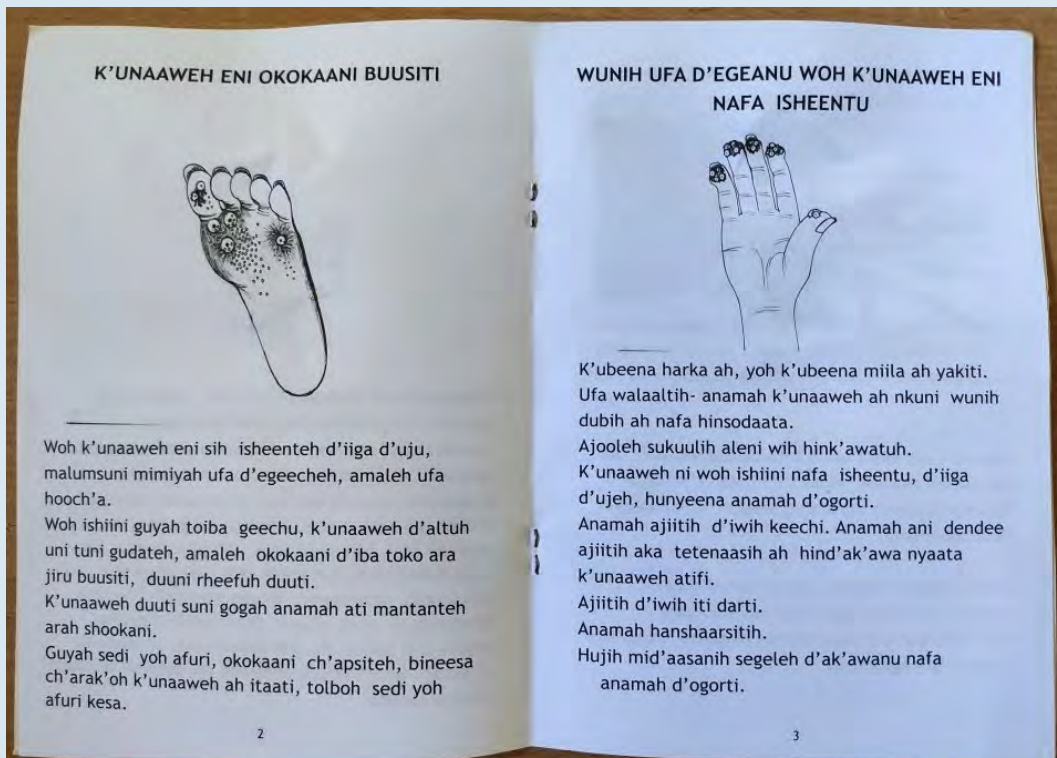 K'UNAAWEH ENI OKOKAANI BUUSITI
Woh k'unaaweh eni sih isheenteh d'iiga d'uju,
malumsuni mimiyah ufa d'egeecheh, amaleh ufa
hooch'a.
Woh ishiini guyah toiba geechu, k'unaaweh d'altuh
uni tuni gudateh, amaleh okokaani d'iba toko ara
jiru buusiti, duuni rheefuh duuti.
K'unaaweh duuti suni gogah anamah ati mantanteh
arah shookani.
Guyah sedi yoh afuri, okokaani ch'apsiteh, bineesa
ch'arak'oh k'unaaweh ah itaati, tolboh sedi yoh
afuri kesa.
2
WUNIH UFA D'EGEANU WOH K'UNAAWEH ENI
NAFA ISHEENTU
K'ubeena harka ah, yoh k'ubeena miila ah yakiti.
Ufa walaaltih- anamah k'unaaweh ah nkuni wunih
dubih ah nafa hinsodaata.
Ajooleh sukuulih aleni wih hink'awatuh.
K'unaaweh ni woh ishiini nafa isheentu, d'iiga
d'ujeh, hunyeena anamah d'ogorti.
Anamah ajiitih d'iwih keechi. Anamah ani dendee
ajiitih aka tetenaasih ah hind'ak'awa nyaata
k'unaaweh atifi.
Ajiitih d'iwih iti darti.
Anamah hanshaarsitih.
Hujih mid'aasanih segeleh d'ak'awanu nafa
anamah d'ogorti.
3